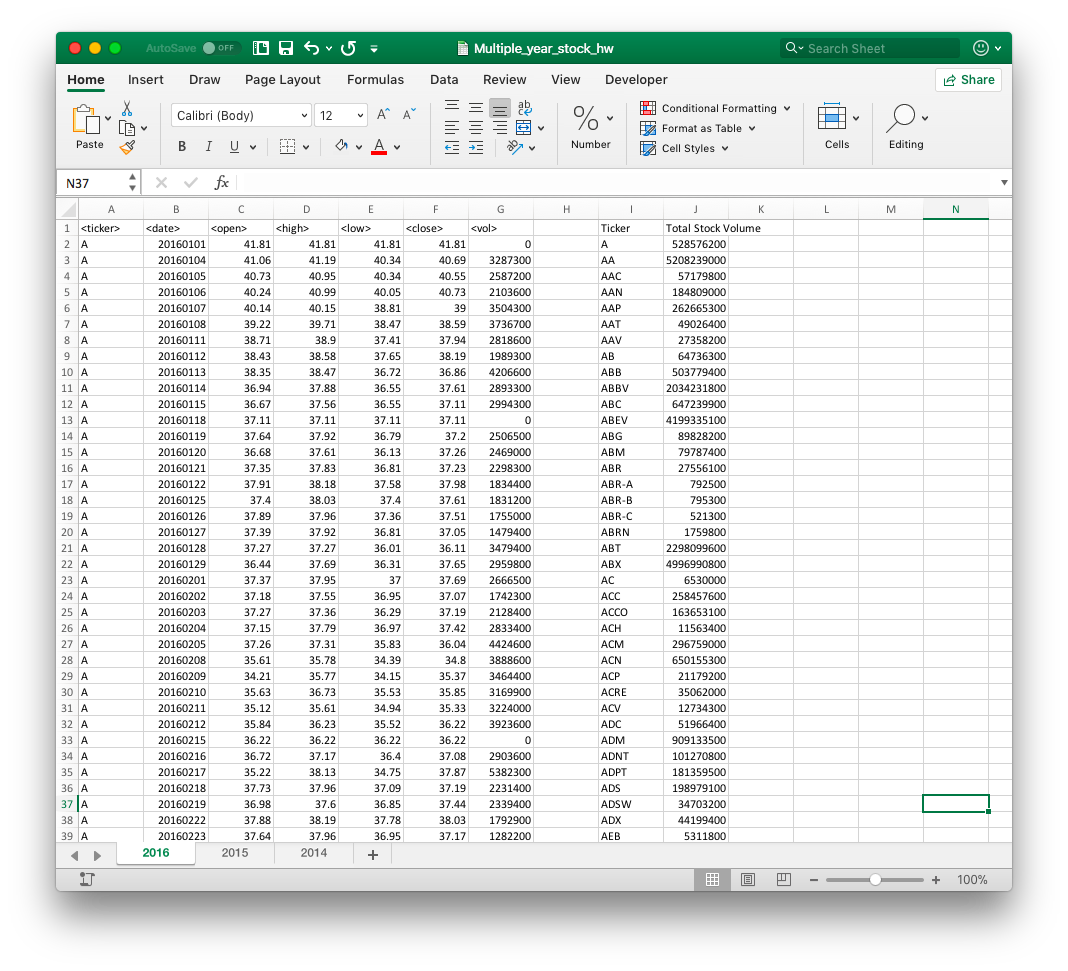 AutoSave OFF Multiple_year_stock_hw Search Sheet
Home Insert Draw Page Layout Formulas Data Review View Developer Share
Paste Calibri (Body) 12 A^ A˅ ab c % Number Conditional Formatting Cells Editing
B I U A Format as Table
Cell Styles
N37 fx
A B C D E F G H I J K L M N
1 <ticker> <date> <open> <high> <low> <close> <vol> Ticker Total Stock Volume
2 A 20160101 41.81 41.81 41.81 41.81 0 A 528576200
3 A 20160104 41.06 41.19 40.34 40.69 3287300 AA 5208239000
4 A 20160105 40.73 40.95 40.34 40.55 2587200 AAC 57179800
5 A 20160106 40.24 40.99 40.05 40.73 2103600 AAN 184809000
6 A 20160107 40.14 40.15 38.81 39 3504300 AAP 262665300
7 A 20160108 39.22 39.71 38.47 38.59 3736700 AAT 49026400
8 A 20160111 38.71 38.9 37.41 37.94 2818600 AAV 27358200
9 A 20160112 38.43 38.58 37.65 38.19 1989300 AB 64736300
10 A 20160113 38.35 38.47 36.72 36.86 4206600 ABB 503779400
11 A 20160114 36.94 37.88 36.55 37.61 2893300 ABBV 2034231800
12 A 20160115 36.67 37.56 36.55 37.11 2994300 ABC 647239900
13 A 20160118 37.11 37.11 37.11 37.11 0 ABEV 4199335100
14 A 20160119 37.64 37.92 36.79 37.2 2506500 ABG 89828200
15 A 20160120 36.68 37.61 36.13 37.26 2469000 ABM 79787400
16 A 20160121 37.35 37.83 36.81 37.23 2298300 ABR 27556100
17 A 20160122 37.91 38.18 37.58 37.98 1834400 ABR-A 792500
18 A 20160125 37.4 38.03 37.4 37.61 1831200 ABR-B 795300
19 A 20160126 37.89 37.96 37.36 37.51 1755000 ABR-C 521300
20 A 20160127 37.39 37.92 36.81 37.05 1479400 ABRN 1759800
21 A 20160128 37.27 37.27 36.01 36.11 3479400 ABT 2298099600
22 A 20160129 36.44 37.69 36.31 37.65 2959800 ABX 4996990800
23 A 20160201 37.37 37.95 37 37.69 2666500 AC 6530000
24 A 20160202 37.18 37.55 36.95 37.07 1742300 ACC 258457600
25 A 20160203 37.27 37.36 36.29 37.19 2128400 ACCO 163653100
26 A 20160204 37.15 37.79 36.97 37.42 2833400 ACH 11563400
27 A 20160205 37.26 37.31 35.83 36.04 4424600 ACM 296759000
28 A 20160208 35.61 35.78 34.39 34.8 3888600 ACN 650155300
29 A 20160209 34.21 35.77 34.15 35.37 3464400 ACP 21179200
30 A 20160210 35.63 36.73 35.53 35.85 3169900 ACRE 35062000
31 A 20160211 35.12 35.61 34.94 35.33 3224000 ACV 12734300
32 A 20160212 35.84 36.23 35.52 36.22 3923600 ADC 51966400
33 A 20160215 36.22 36.22 36.22 36.22 0 ADM 909133500
34 A 20160216 36.72 37.17 36.4 37.08 2903600 ADNT 101270800
35 A 20160217 35.22 38.13 34.75 37.87 5382300 ADPT 181359500
36 A 20160218 37.73 37.96 37.09 37.19 2231400 ADS 198979100
37 A 20160219 36.98 37.6 36.85 37.44 2339400 ADSW 34703200
38 A 20160222 37.88 38.19 37.78 38.03 1792900 ADX 44199400
39 A 20160223 37.64 37.96 36.95 37.17 1282200 AEB 5311800
2016 2015 2014 +
100%